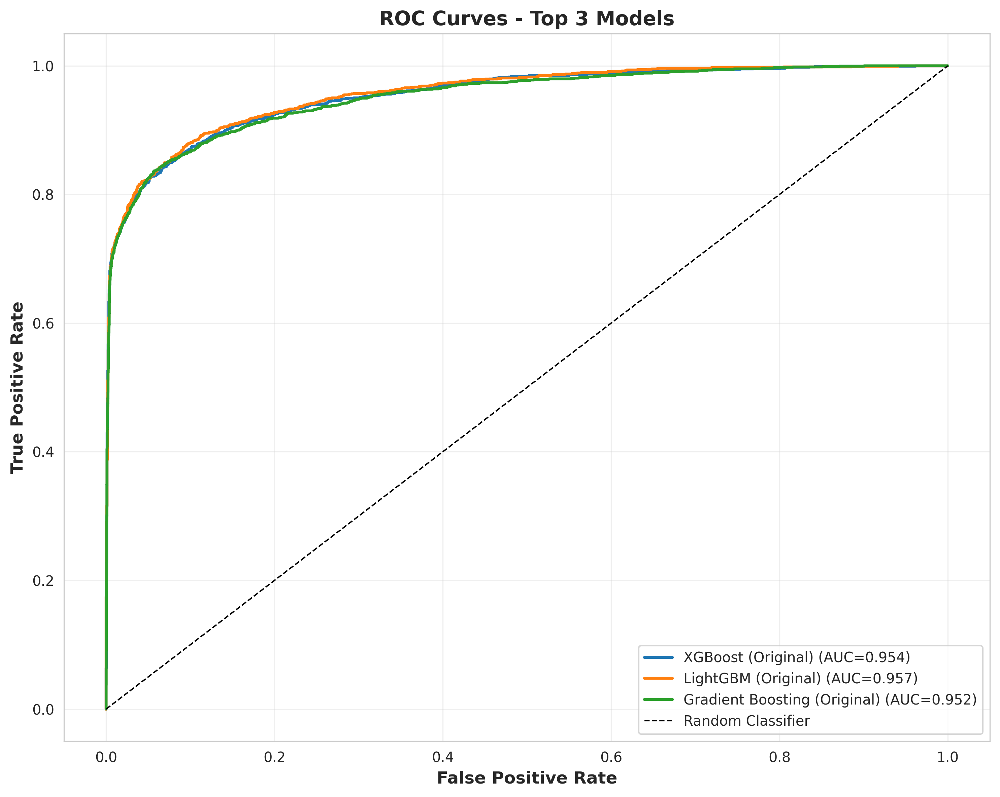 ROC Curves - Top 3 Models
True Positive Rate
1.0
0.8
0.6
0.4
0.2
0.0
0.0
0.2
0.4
0.6
0.8
1.0
False Positive Rate
XGBoost (Original) (AUC=0.954)
LightGBM (Original) (AUC=0.957)
Gradient Boosting (Original) (AUC=0.952)
Random Classifier